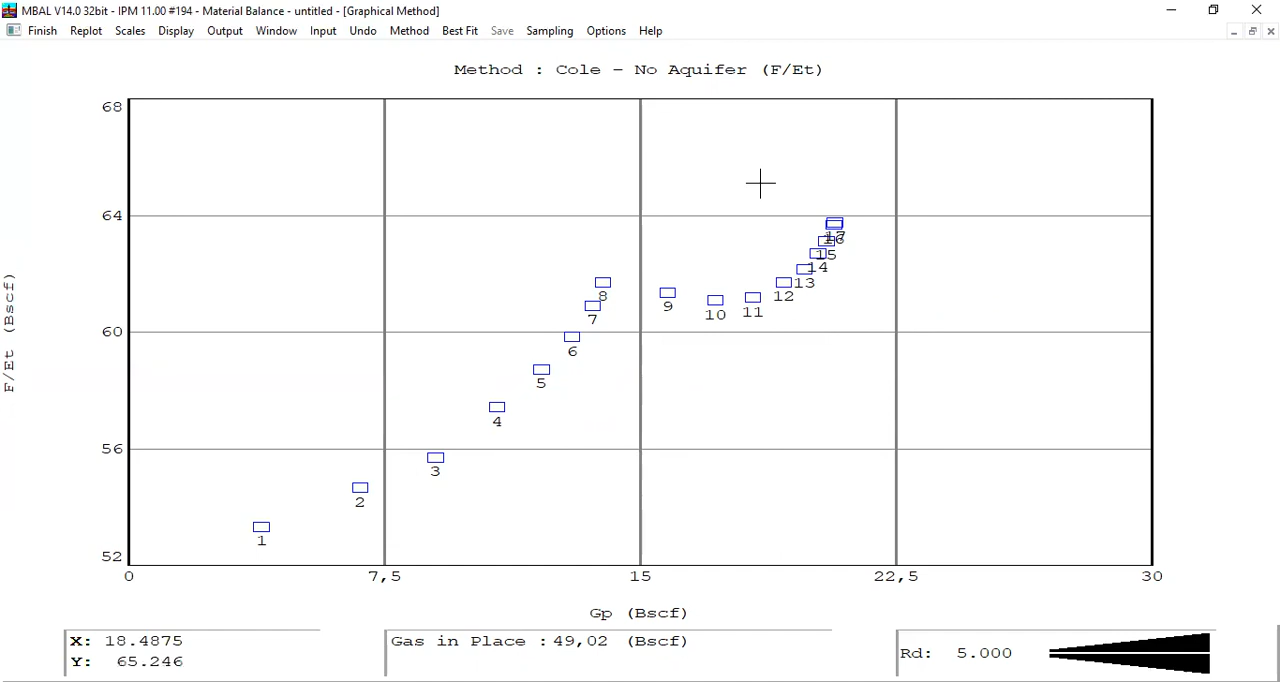 MBAL V14.0 32bit - IPM 11.00 #194 - Material Balance - untitled - [Graphical Method]
Finish Replot Scales Display Output Window Input Undo Method Best Fit Save Sampling Options Help
Method : Cole - No Aquifer (F/Et)
68
64
60
56
52
F/Et (Bscf)
1
2
3
4
5
6
7
8
9
10
11
12
13
14
15
16
17
0 7,5 15 22,5 30
Gp (Bscf)
X: 18.4875
Y: 65.246
Gas in Place : 49,02 (Bscf)
Rd: 5.000